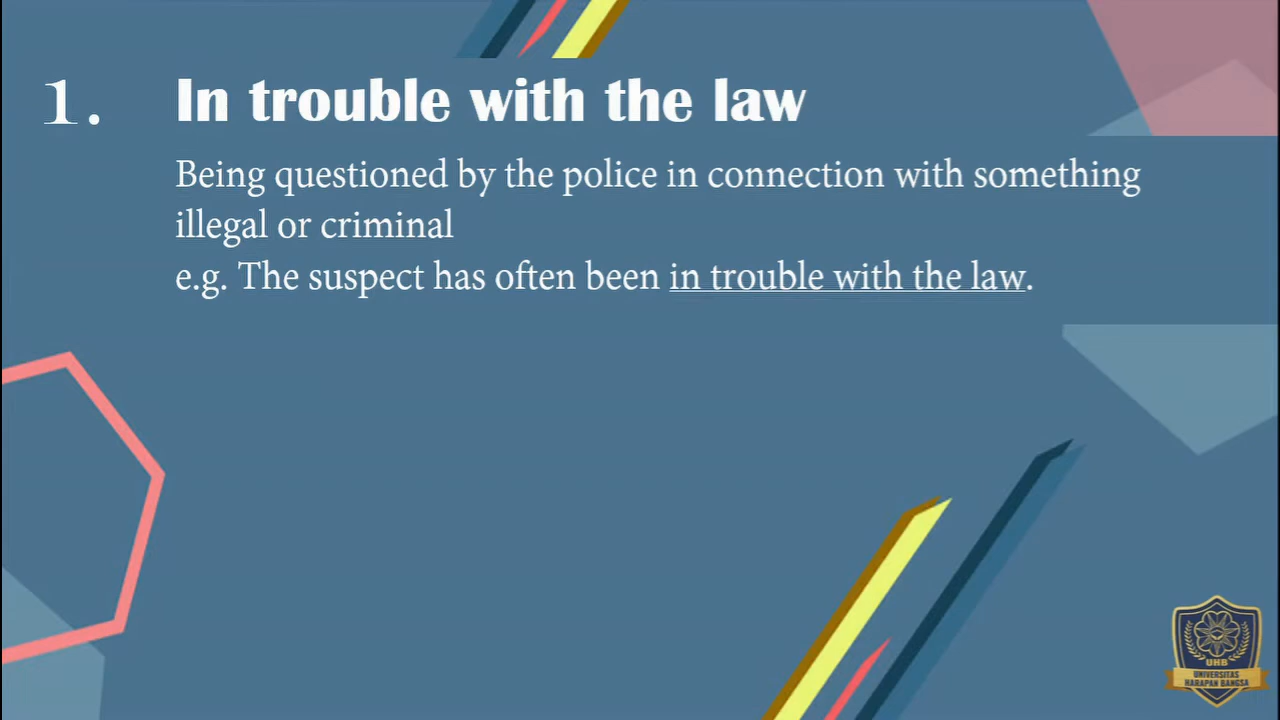 1. In trouble with the law
Being questioned by the police in connection with something
illegal or criminal
e.g. The suspect has often been in trouble with the law.
UHB
UNIVERSITAS
HARAPAN BANGSA